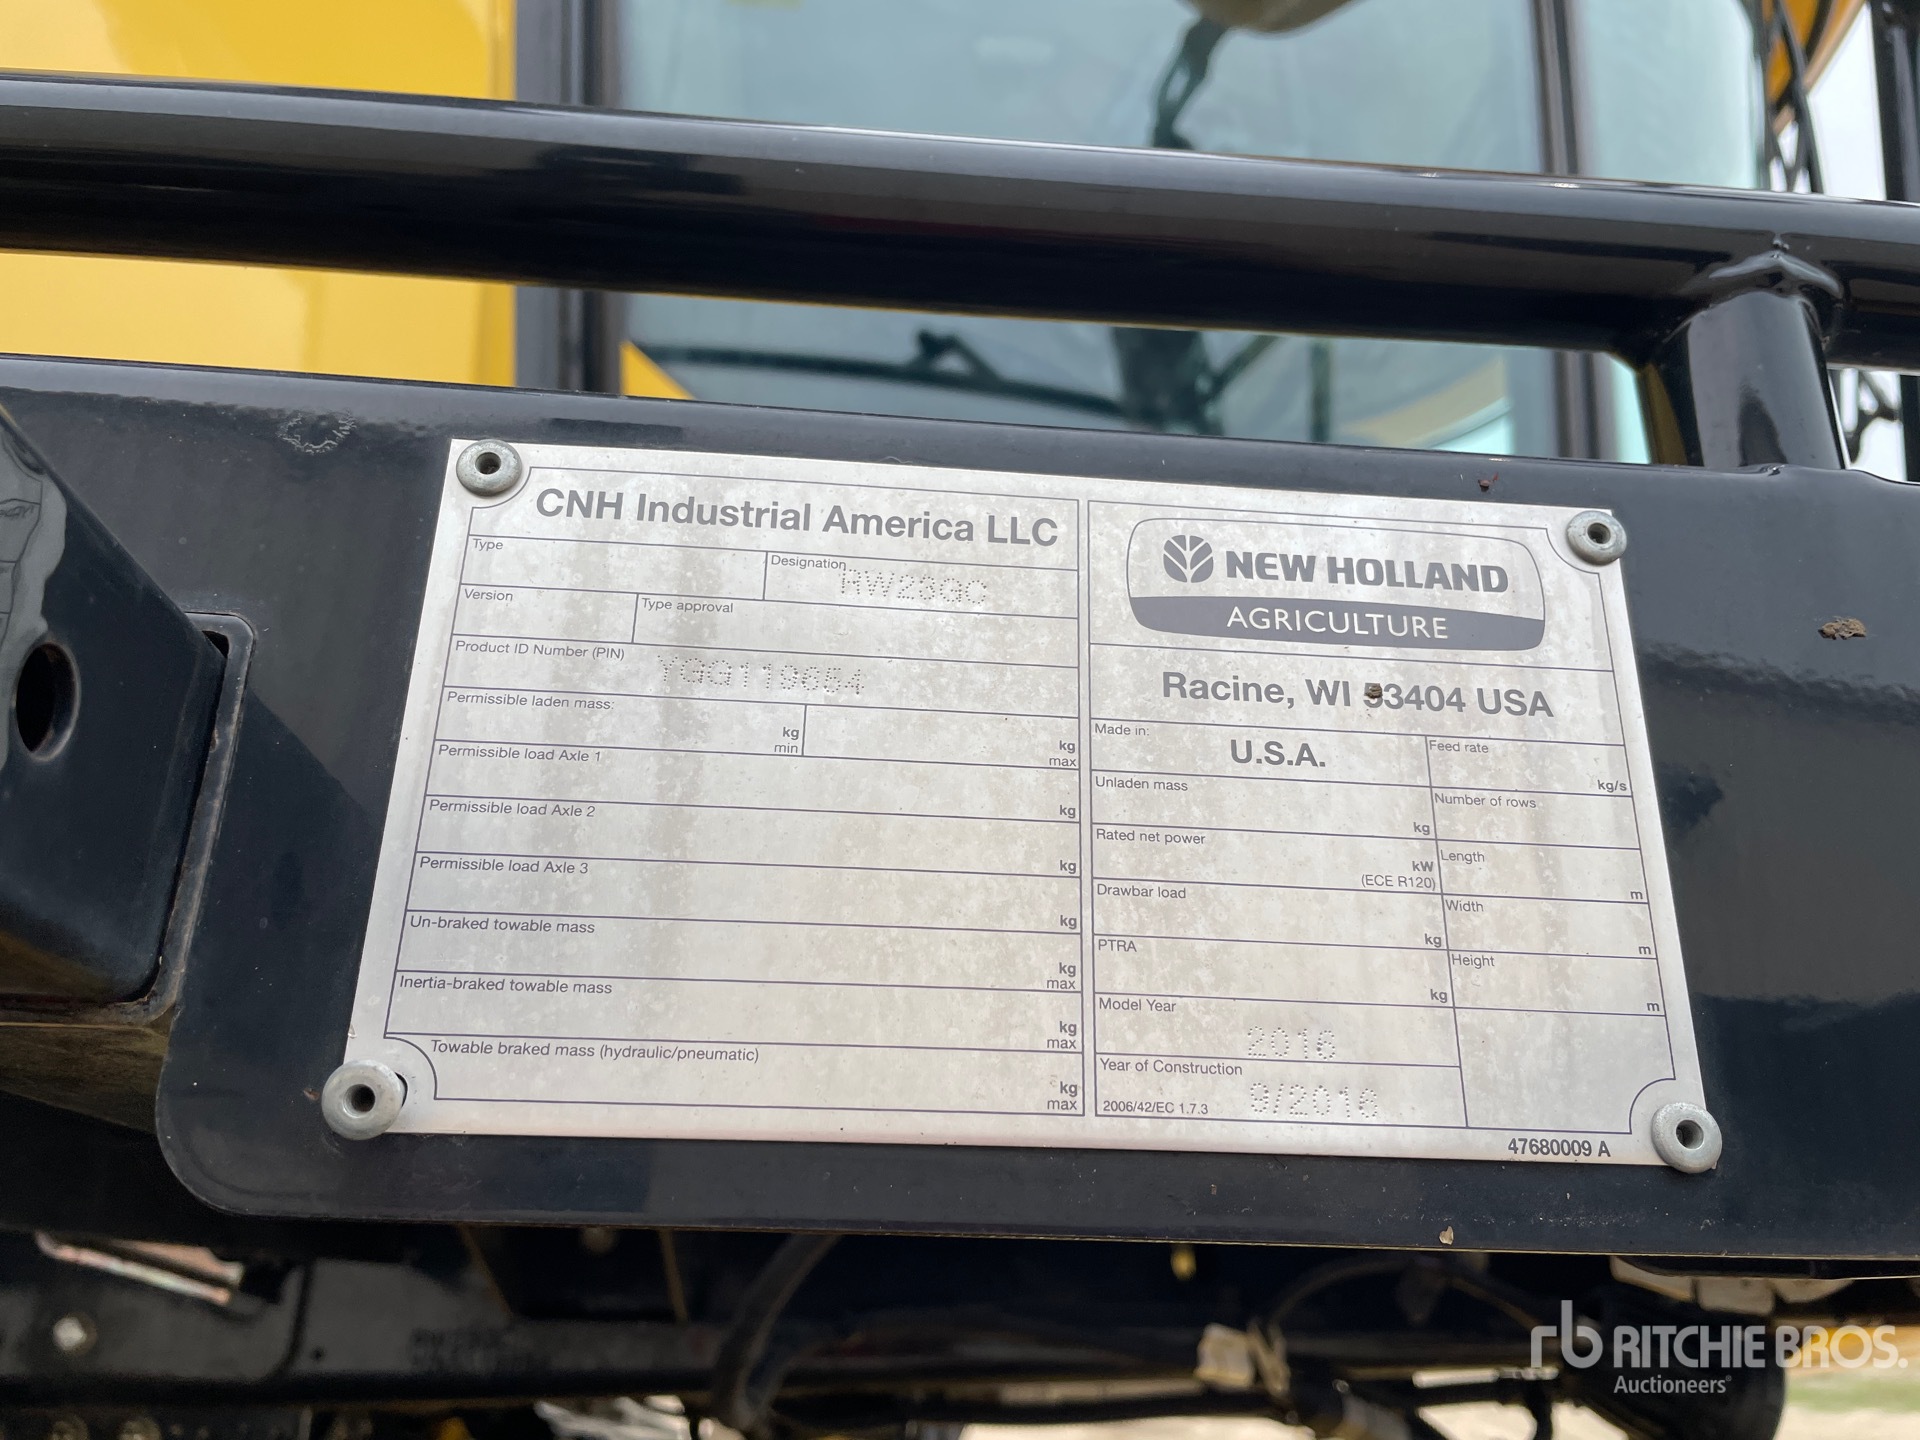 CNH Industrial America LLC
Type
Designation
Version
Type approval
Product ID Number (PIN) YGG119654
Permissible laden mass:
kg
min
kg
max
Permissible load Axle 1
kg
Permissible load Axle 2
kg
Permissible load Axle 3
kg
Un-braked towable mass
kg
max
Inertia-braked towable mass
kg
max
Towable braked mass (hydraulic/pneumatic)
kg
max
NEW HOLLAND
AGRICULTURE
Racine, WI 53404 USA
Made in:
U.S.A.
Feed rate
kg/s
Unladen mass
kg
Number of rows
Rated net power
kW
(ECE R120)
Length
m
Drawbar load
kg
Width
m
PTRA
kg
Height
m
Model Year
2016
Year of Construction
2006/42/EC 1.7.3
9/2016
47680009 A
rb RITCHIE BROS.
Auctioneers